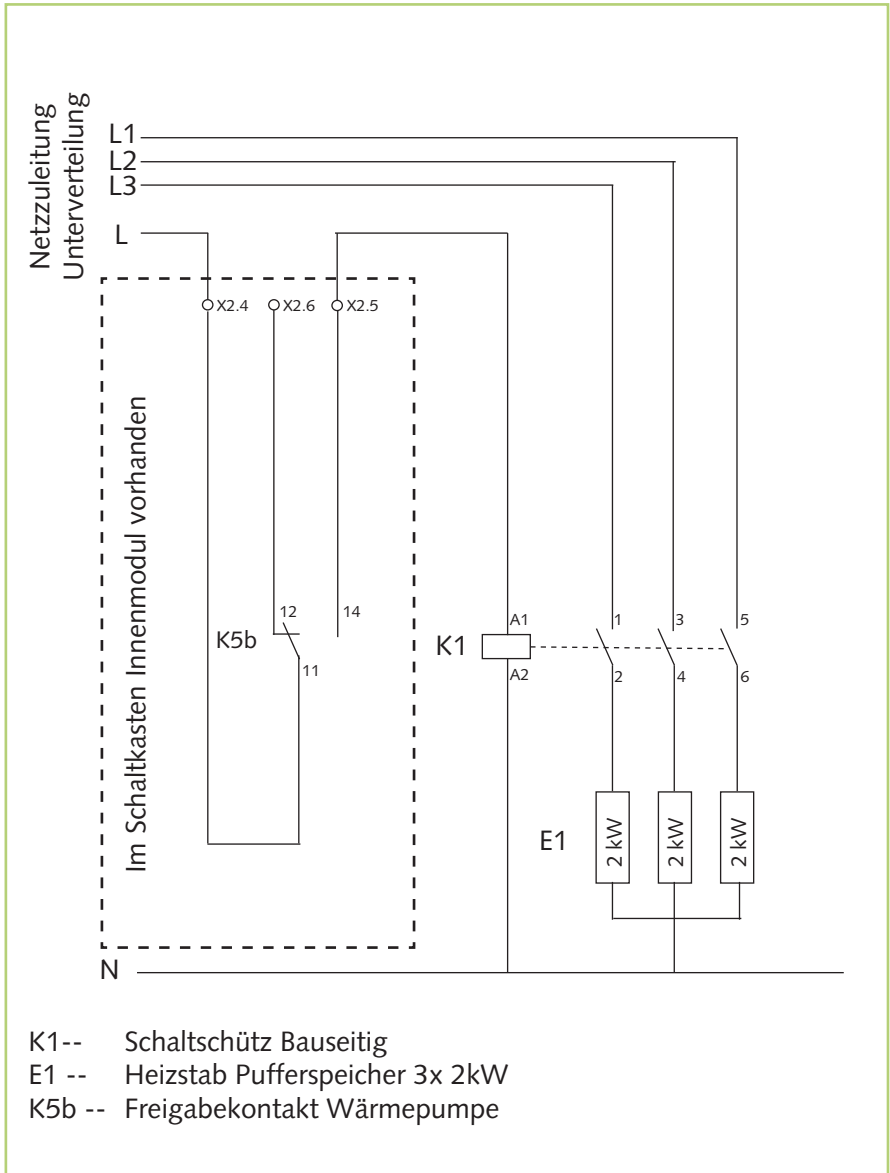 Netzzuleitung
Unterverteilung
L1
L2
L3
L
X2.4 X2.6 X2.5
Im Schaltkasten Innenmodul vorhanden
12 14
K5b
11
K1
A1
A2
1 3 5
2 4 6
E1
2 kW 2 kW 2 kW
N
K1-- Schaltschütz Bauseitig
E1 -- Heizstab Pufferspeicher 3x 2kW
K5b -- Freigabekontakt Wärmepumpe